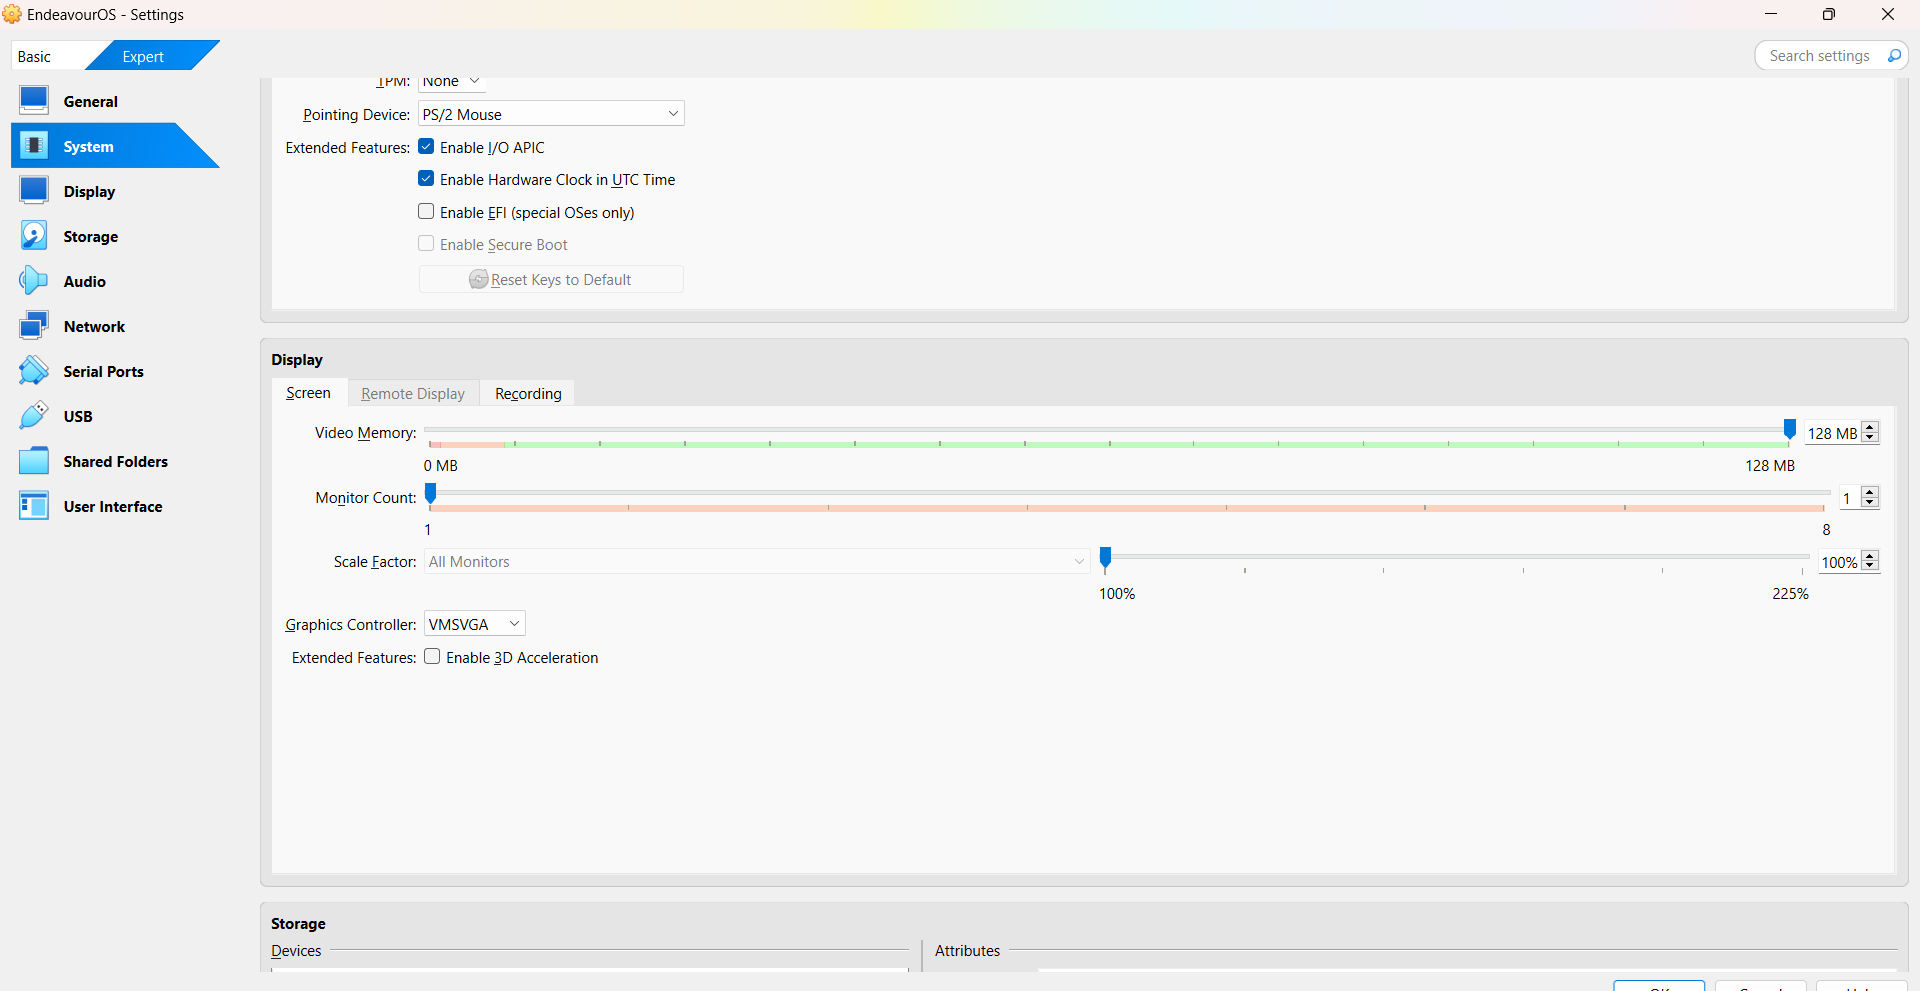 EndeavourOS - Settings
Basic
Expert
Search settings
General
System
Display
Storage
Audio
Network
Serial Ports
USB
Shared Folders
User Interface
TPM: None
Pointing Device: PS/2 Mouse
Extended Features: Enable I/O APIC
Enable Hardware Clock in UTC Time
Enable EFI (special OSes only)
Enable Secure Boot
Reset Keys to Default
Display
Screen Remote Display Recording
Video Memory: 128 MB
0 MB 128 MB
Monitor Count: 1
1 8
Scale Factor: All Monitors 100%
100% 225%
Graphics Controller: VMSVGA
Extended Features: Enable 3D Acceleration
Storage
Devices Attributes